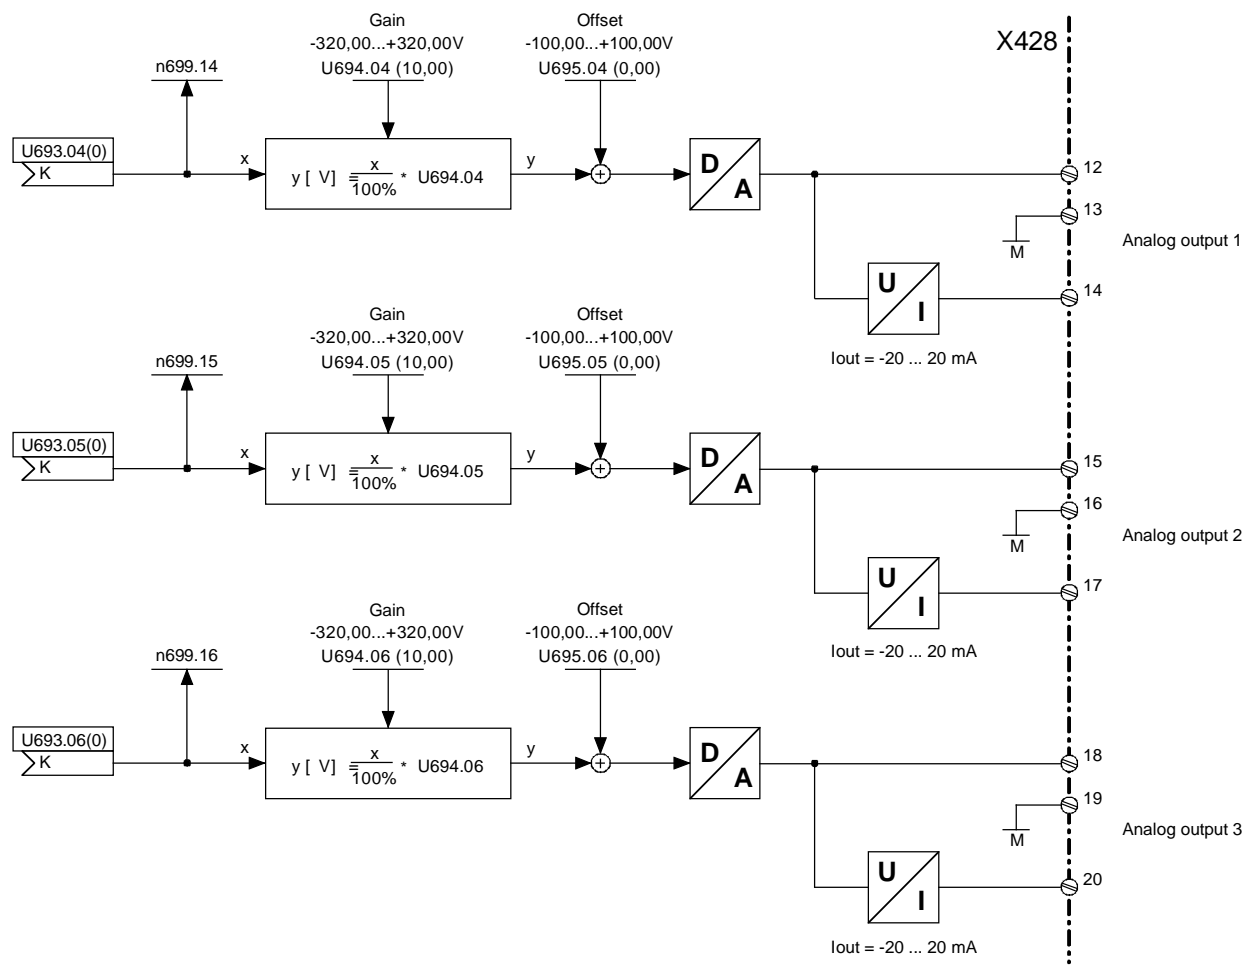 X428
Gain
-320,00...+320,00V
U694.04 (10,00)
Offset
-100,00...+100,00V
U695.04 (0,00)
n699.14
U693.04(0)
K
x
y [ V] = x/100% * U694.04
y
D
A
12
13
M
Analog output 1
U
I
14
Iout = -20 ... 20 mA
Gain
-320,00...+320,00V
U694.05 (10,00)
Offset
-100,00...+100,00V
U695.05 (0,00)
n699.15
U693.05(0)
K
x
y [ V] = x/100% * U694.05
y
D
A
15
16
M
Analog output 2
U
I
17
Iout = -20 ... 20 mA
Gain
-320,00...+320,00V
U694.06 (10,00)
Offset
-100,00...+100,00V
U695.06 (0,00)
n699.16
U693.06(0)
K
x
y [ V] = x/100% * U694.06
y
D
A
18
19
M
Analog output 3
U
I
20
Iout = -20 ... 20 mA